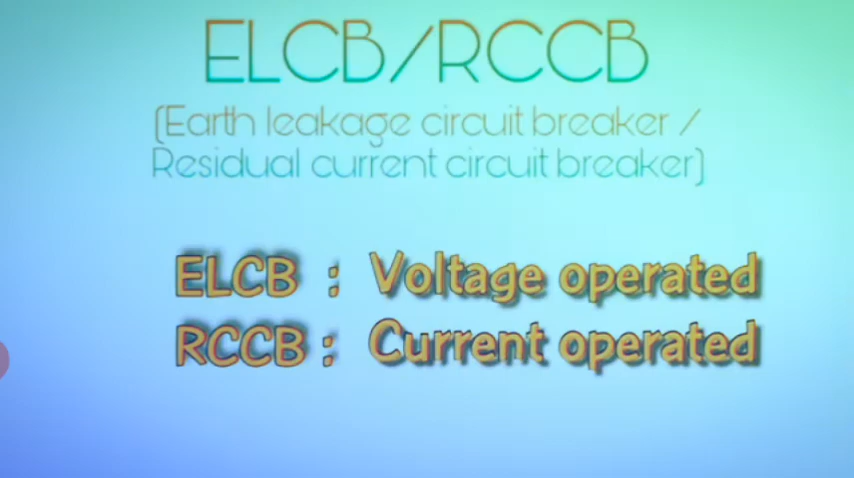 ELCB/RCCB
(Earth leakage circuit breaker /
Residual current circuit breaker)
ELCB : Voltage operated
RCCB : Current operated